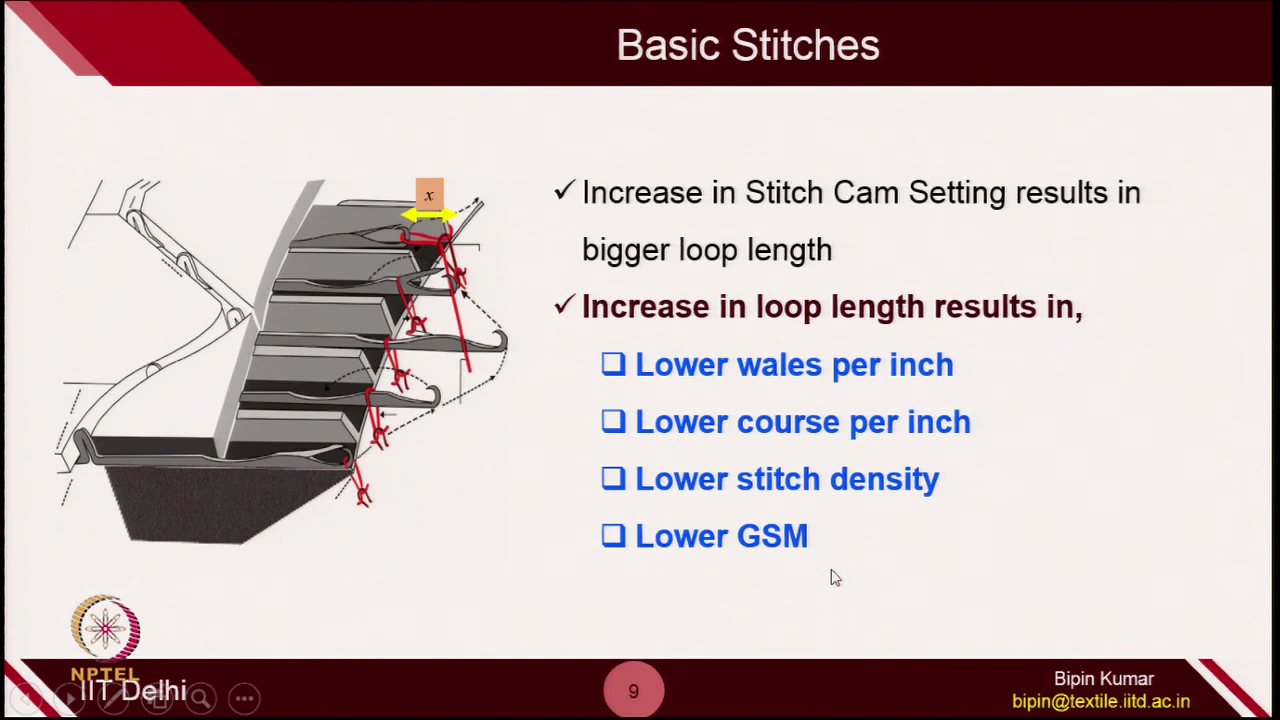 Basic Stitches
x
✓ Increase in Stitch Cam Setting results in
bigger loop length
✓ Increase in loop length results in,
❑ Lower wales per inch
❑ Lower course per inch
❑ Lower stitch density
❑ Lower GSM
NPTEL
IIT Delhi
9
Bipin Kumar
bipin@textile.iitd.ac.in